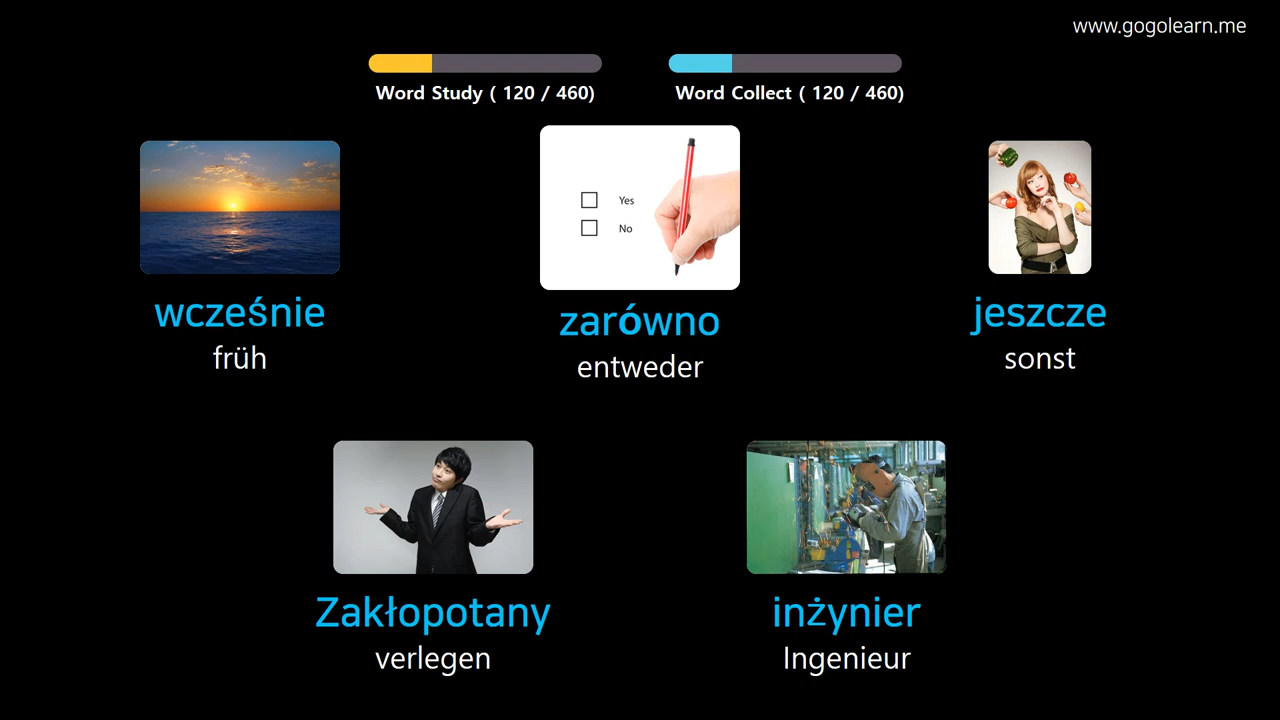 www.gogolearn.me
Word Study ( 120 / 460)
Word Collect ( 120 / 460)
Yes
No
wcześnie
früh
zarówno
entweder
jeszcze
sonst
Zakłopotany
verlegen
inżynier
Ingenieur